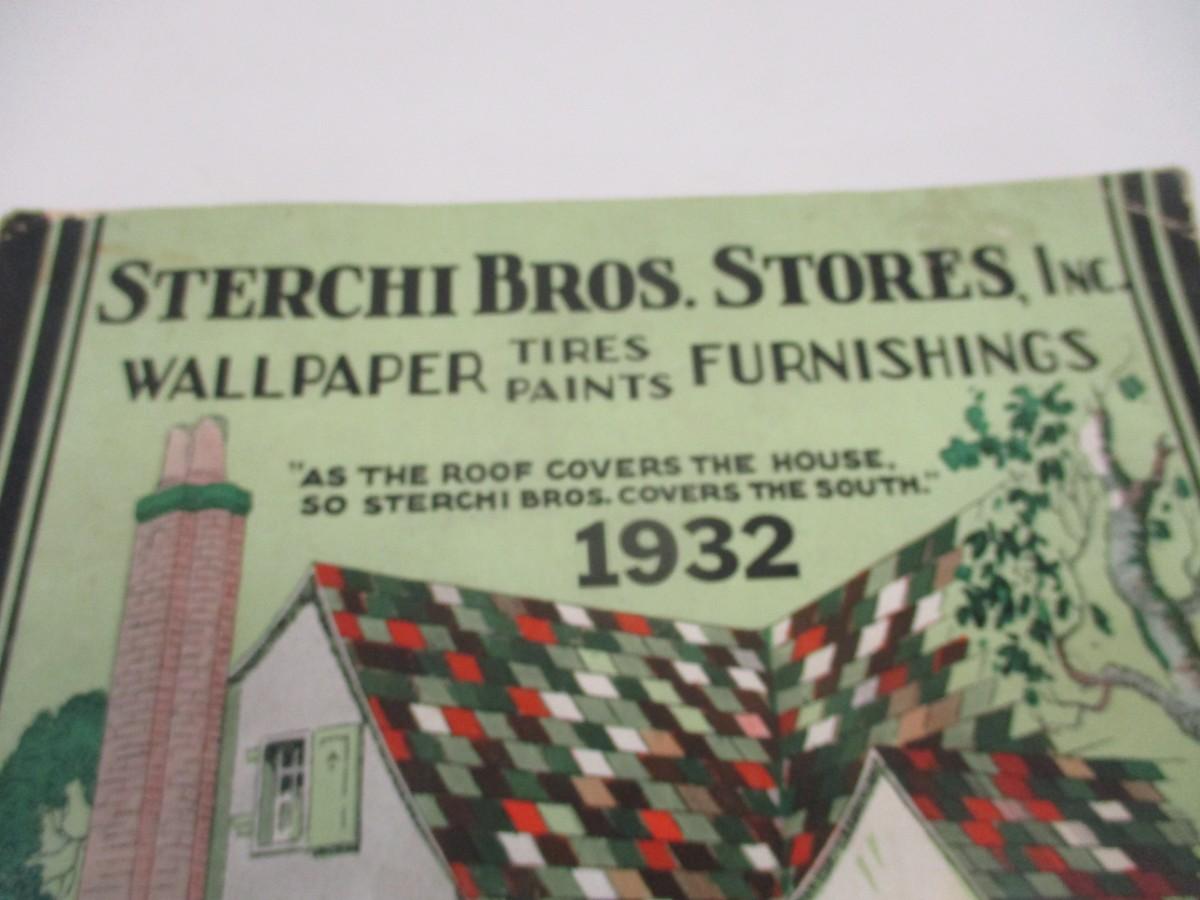 STERCHI BROS. STORES, INC.
WALLPAPER TIRES PAINTS FURNISHINGS
"AS THE ROOF COVERS THE HOUSE,
SO STERCHI BROS. COVERS THE SOUTH."
1932